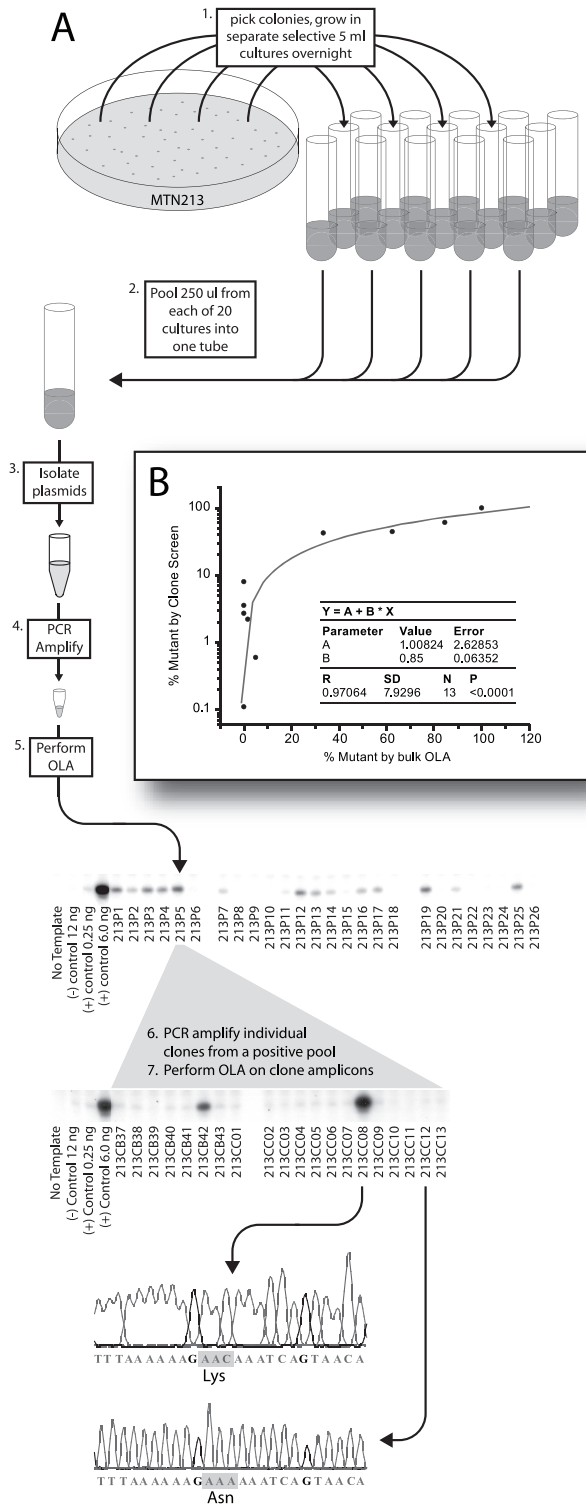 A
1. pick colonies, grow in
separate selective 5 ml
cultures overnight
MTN213
2. Pool 250 ul from
each of 20
cultures into
one tube
3. Isolate
plasmids
4. PCR
Amplify
5. Perform
OLA
B
% Mutant by Clone Screen
100
10
1
0.1
0 20 40 60 80 100 120
% Mutant by bulk OLA
Y = A + B * X
Parameter Value Error
A 1.00824 2.62853
B 0.85 0.06352
R SD N P
0.97064 7.9296 13 <0.0001
No Template
(-) control 12 ng
(+) control 0.25 ng
(+) control 6.0 ng
213P1
213P2
213P3
213P4
213P5
213P6
213P7
213P8
213P9
213P10
213P11
213P12
213P13
213P14
213P15
213P16
213P17
213P18
213P19
213P20
213P21
213P22
213P23
213P24
213P25
213P26
6. PCR amplify individual
clones from a positive pool
7. Perform OLA on clone amplicons
No Template
(-) Control 12 ng
(+) Control 0.25 ng
(+) Control 6.0 ng
213CB37
213CB38
213CB39
213CB40
213CB41
213CB42
213CB43
213CC01
213CC02
213CC03
213CC04
213CC05
213CC06
213CC07
213CC08
213CC09
213CC10
213CC11
213CC12
213CC13
TTTAAAAAAGAACAAATCAGTAACA
Lys
TTTAAAAAAGAAAAAATCAGTAACA
Asn